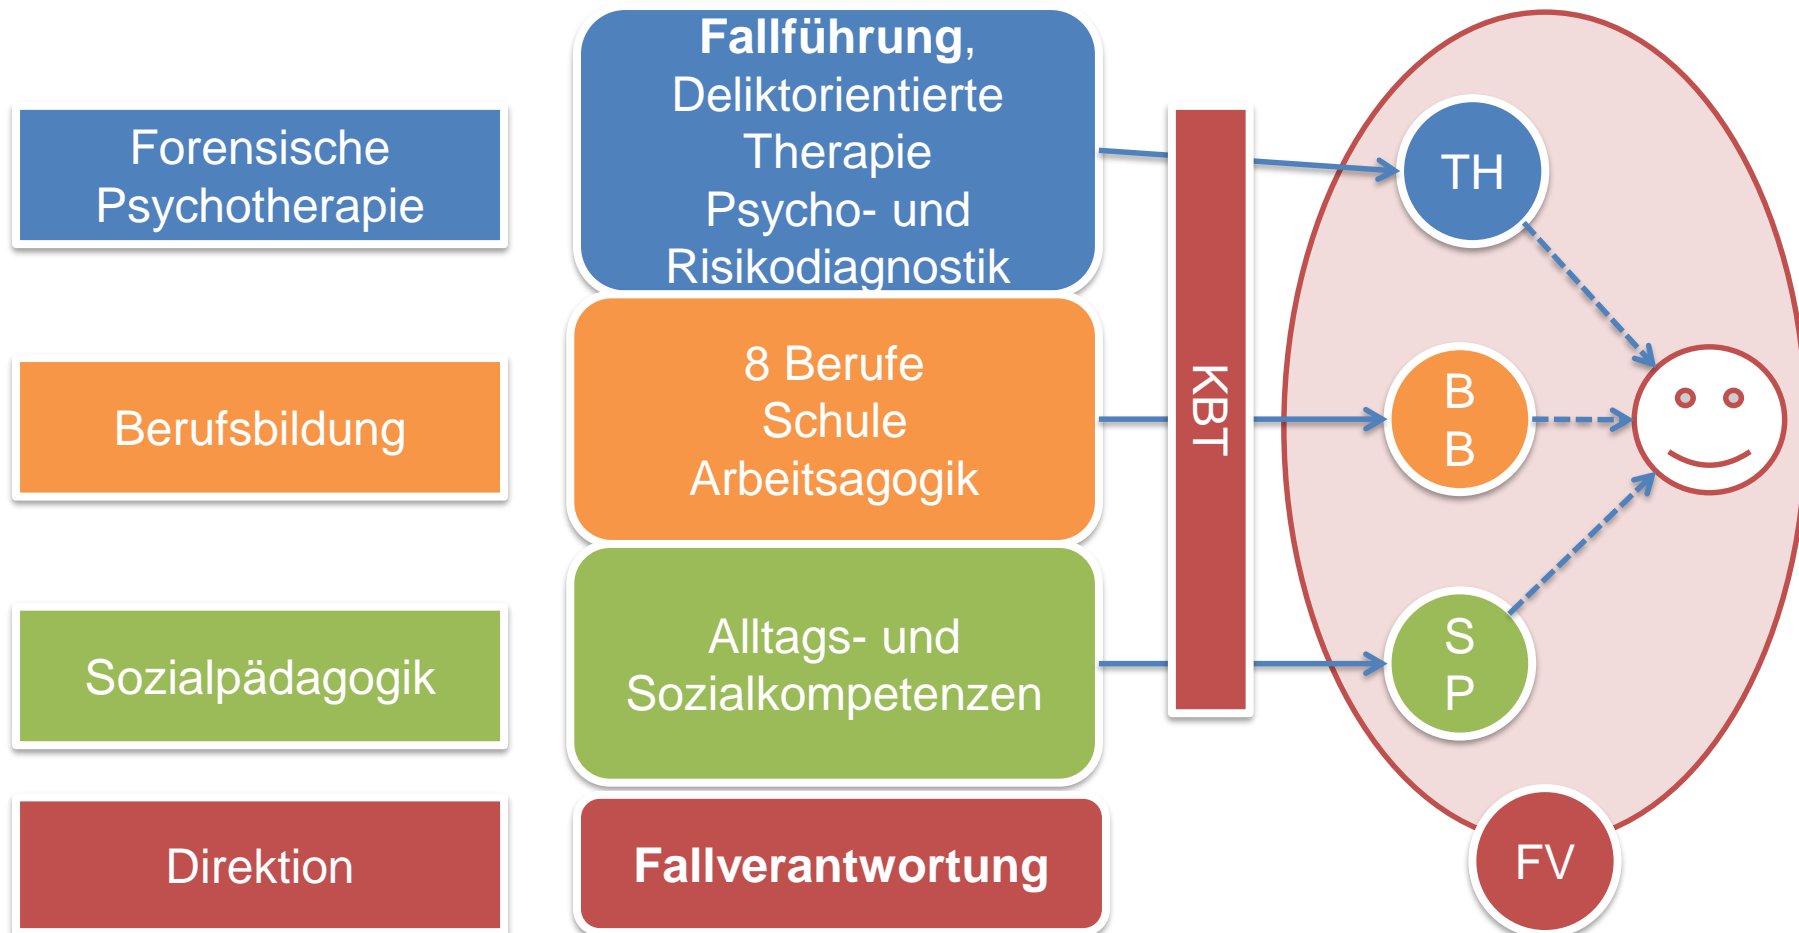 Forensische
Psychotherapie
Fallführung,
Deliktorientierte
Therapie
Psycho- und
Risikodiagnostik
TH
Berufsbildung
8 Berufe
Schule
Arbeitsagogik
KBT
B
B
Sozialpädagogik
Alltags- und
Sozialkompetenzen
S
P
Direktion
Fallverantwortung
FV